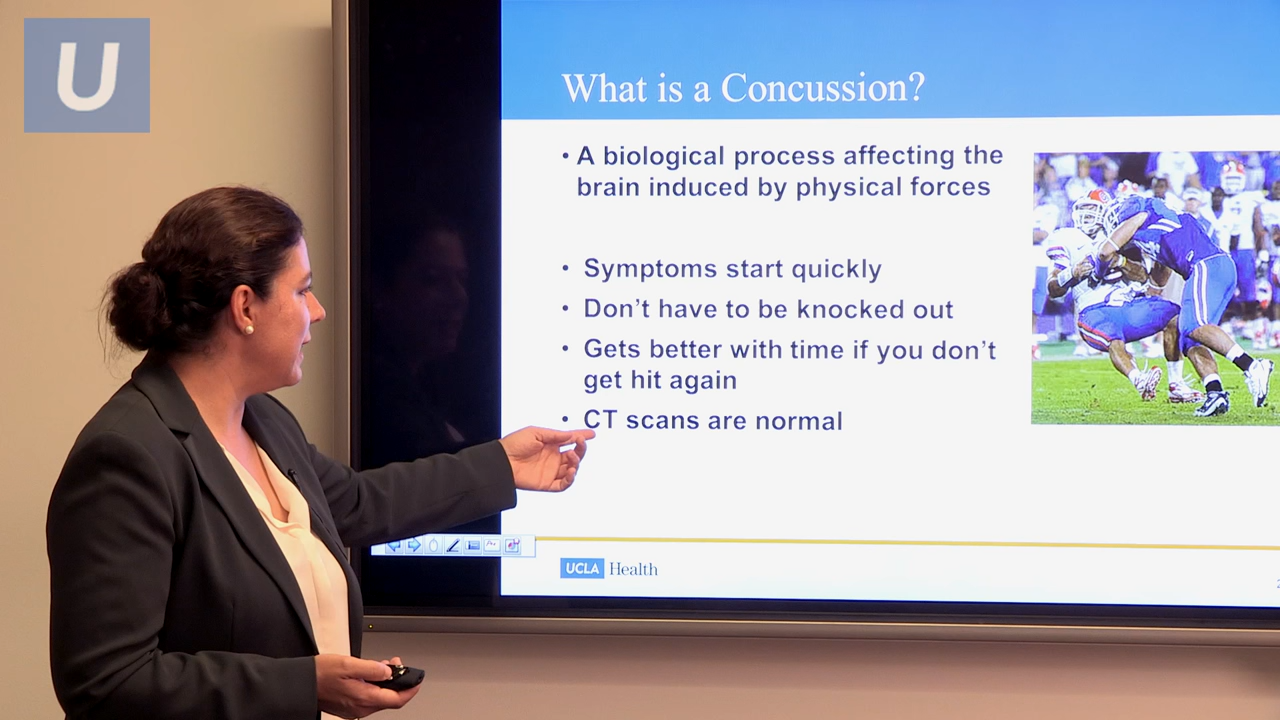 U
What is a Concussion?
• A biological process affecting the
brain induced by physical forces
• Symptoms start quickly
• Don't have to be knocked out
• Gets better with time if you don't
get hit again
• CT scans are normal
UCLA Health